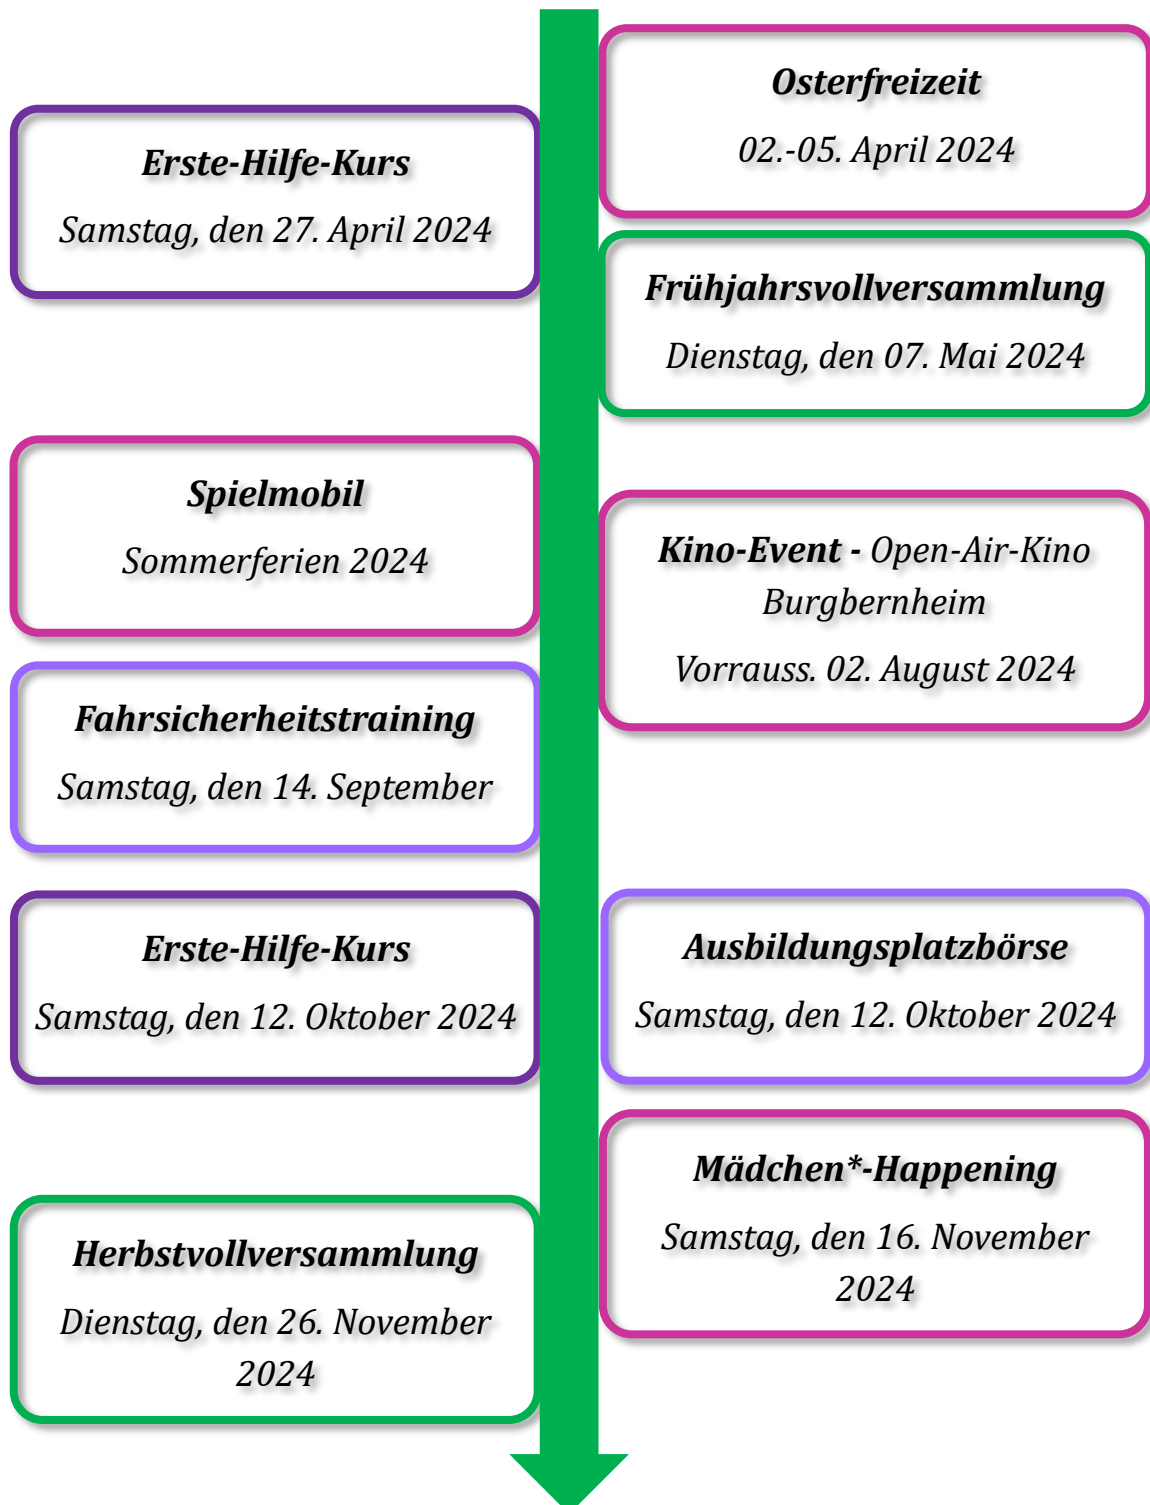 Osterfreizeit
02.-05. April 2024
Erste-Hilfe-Kurs
Samstag, den 27. April 2024
Frühjahrsvollversammlung
Dienstag, den 07. Mai 2024
Spielmobil
Sommerferien 2024
Kino-Event - Open-Air-Kino
Burgbernheim
Vorrauss. 02. August 2024
Fahrsicherheitstraining
Samstag, den 14. September
Erste-Hilfe-Kurs
Samstag, den 12. Oktober 2024
Ausbildungsplatzbörse
Samstag, den 12. Oktober 2024
Mädchen*-Happening
Samstag, den 16. November
2024
Herbstvollversammlung
Dienstag, den 26. November
2024